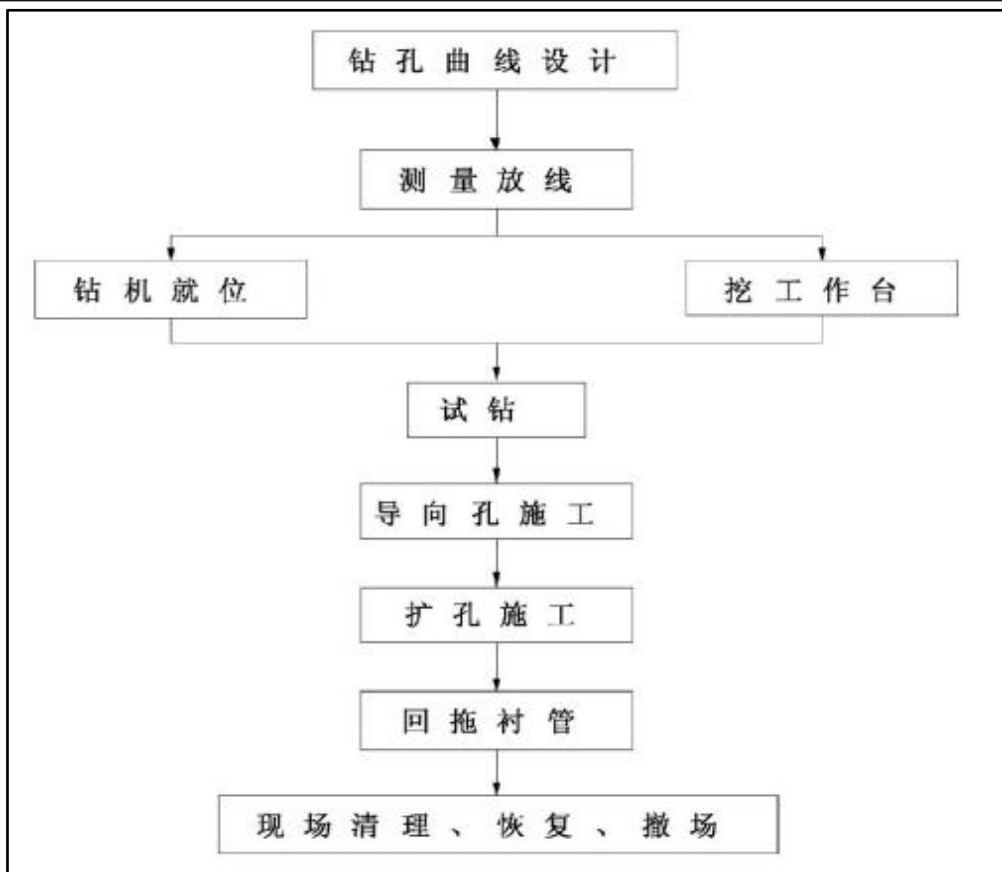 钻孔曲线设计
测量放线
钻机就位
挖工作台
试钻
导向孔施工
扩孔施工
回拖衬管
现场清理、恢复、撤场